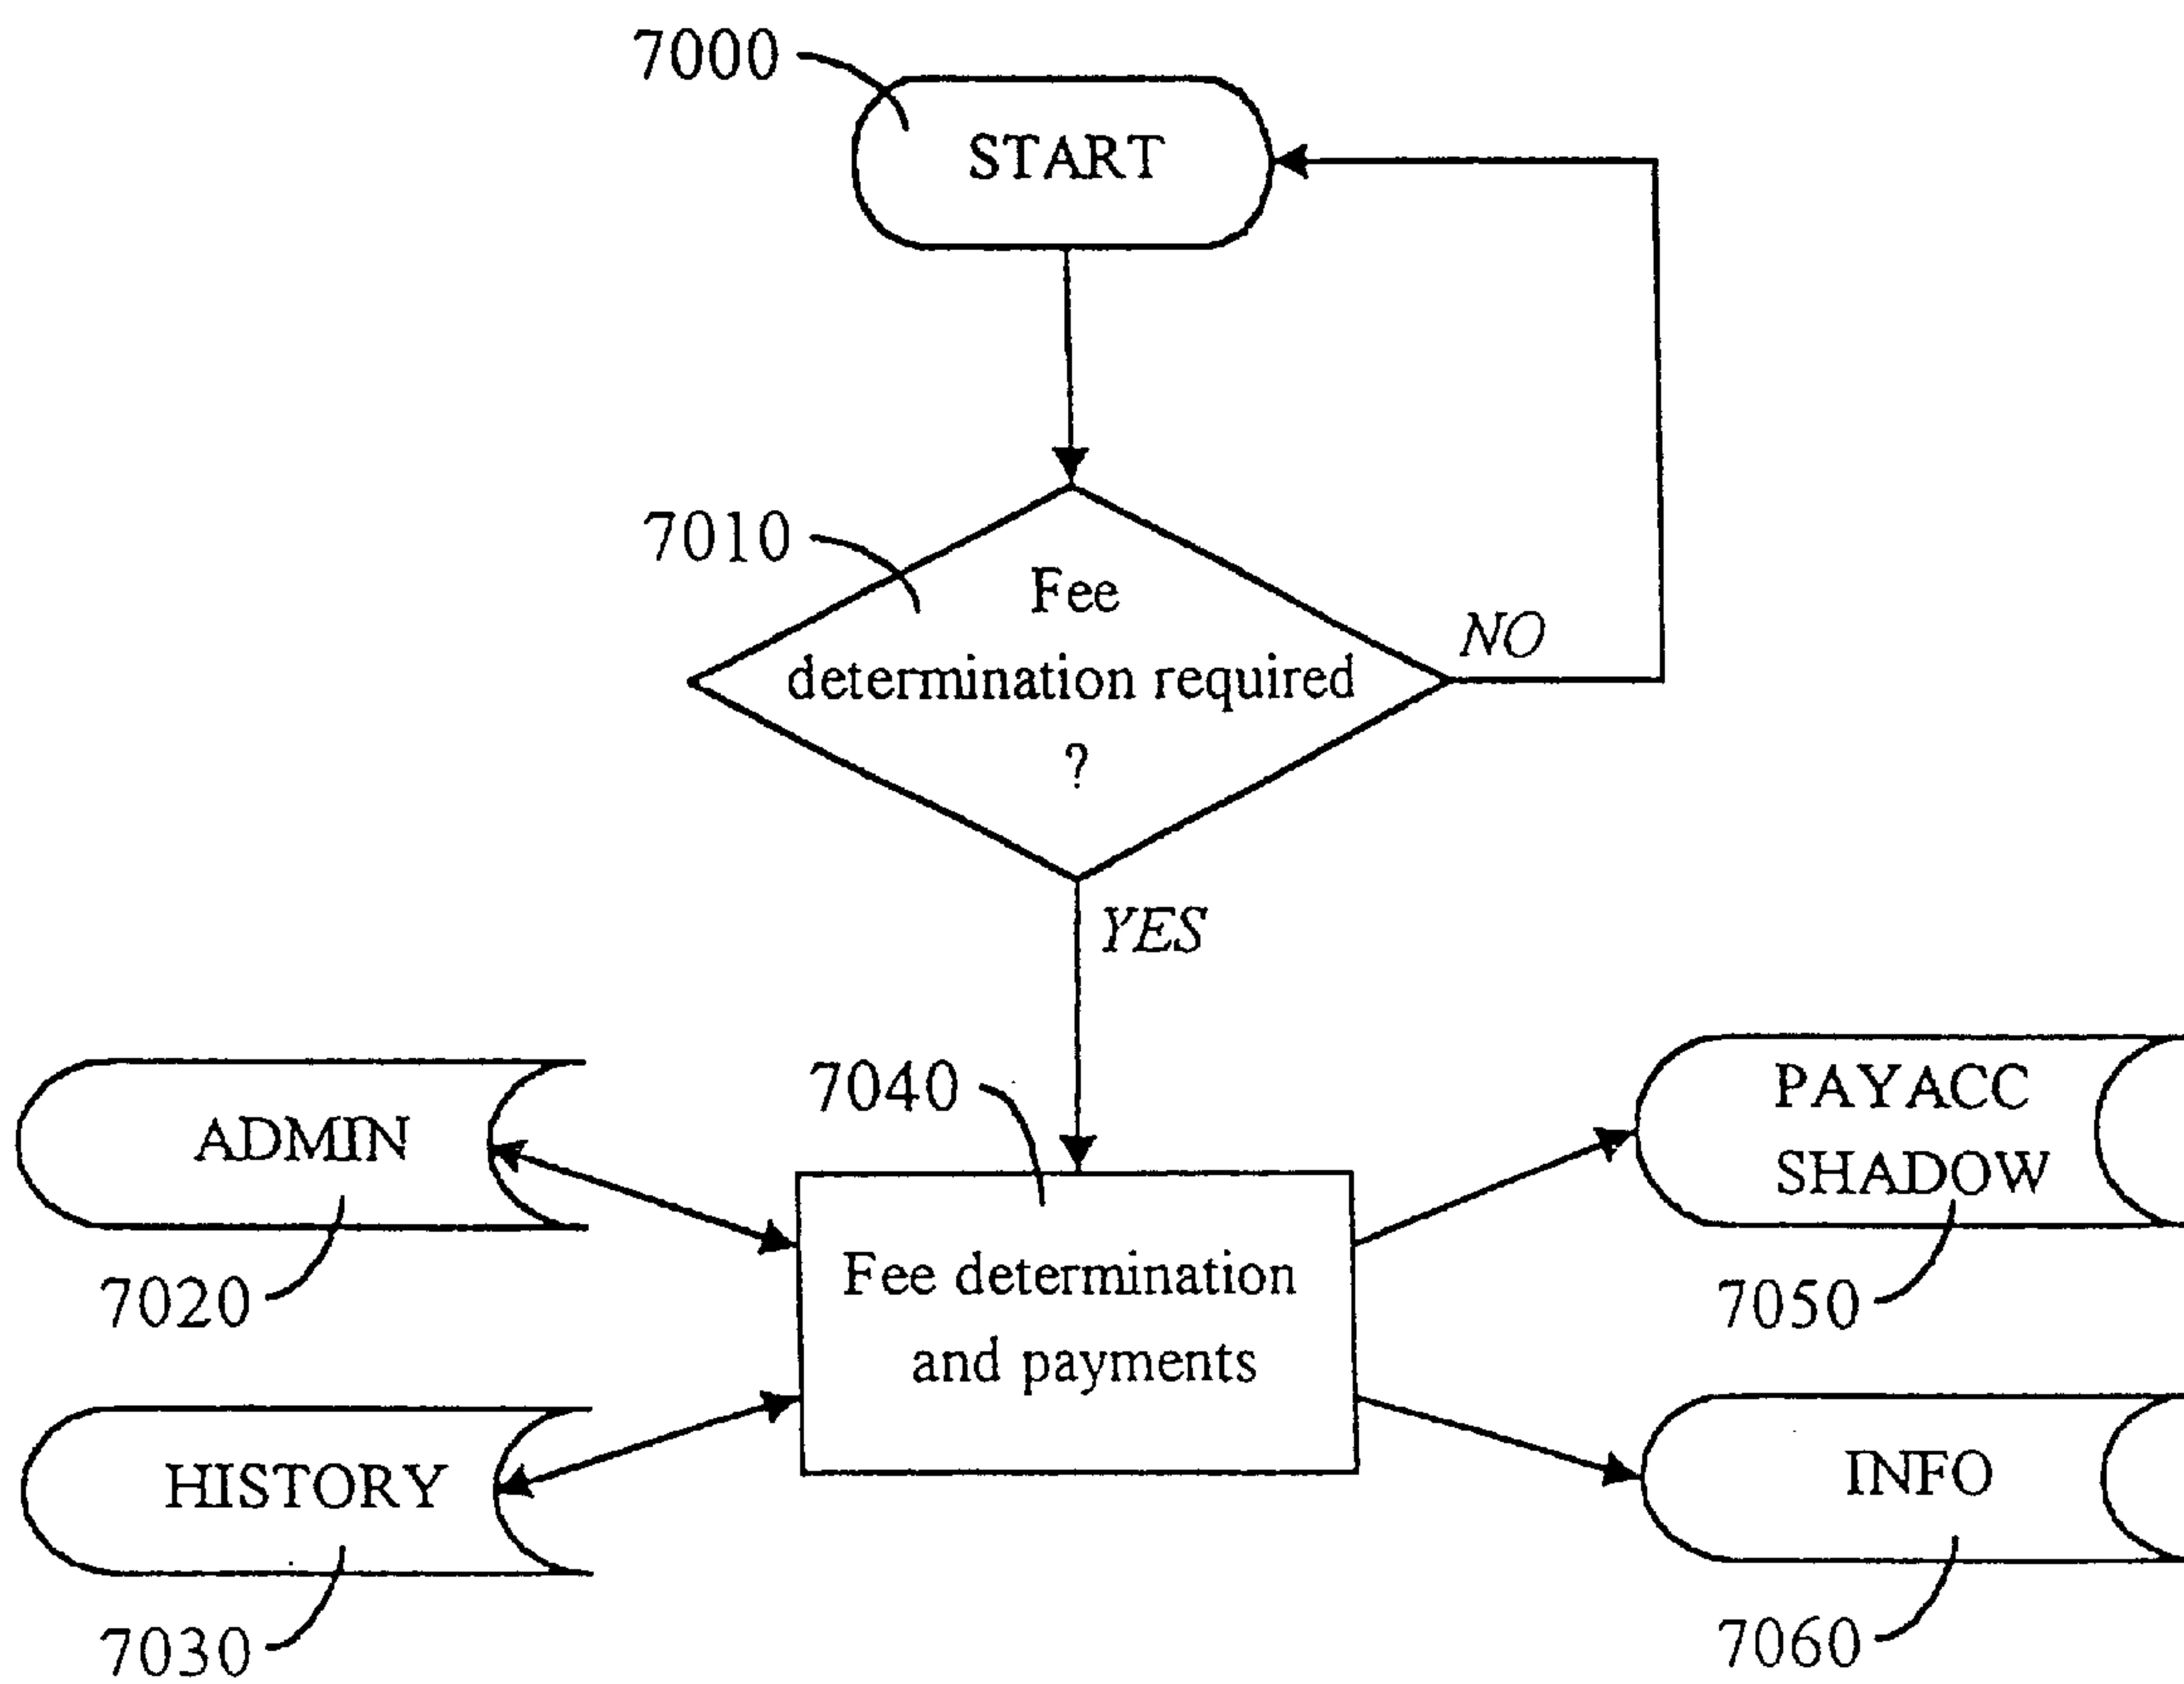 7000
START
7010
Fee
determination required
?
NO
YES
7040
ADMIN
7020
PAYACC
SHADOW
7050
Fee determination
and payments
HISTORY
7030
INFO
7060